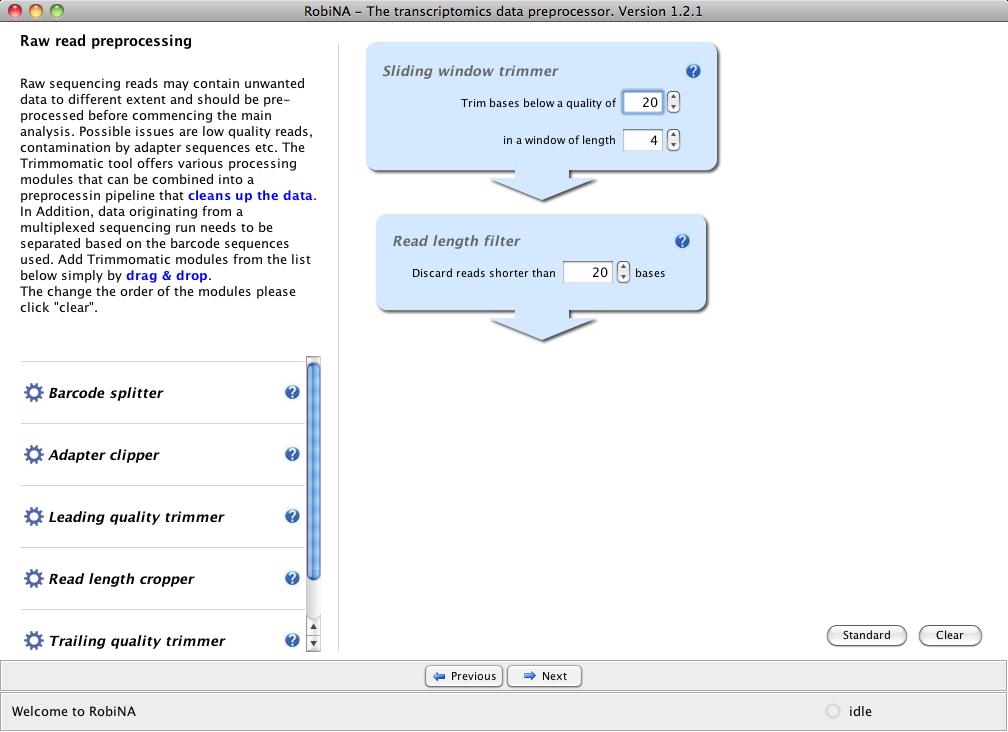 RobiNA - The transcriptomics data preprocessor. Version 1.2.1
Raw read preprocessing
Raw sequencing reads may contain unwanted
data to different extent and should be pre-
processed before commencing the main
analysis. Possible issues are low quality reads,
contamination by adapter sequences etc. The
Trimmomatic tool offers various processing
modules that can be combined into a
preprocessin pipeline that cleans up the data.
In Addition, data originating from a
multiplexed sequencing run needs to be
separated based on the barcode sequences
used. Add Trimmomatic modules from the list
below simply by drag & drop.
The change the order of the modules please
click "clear".
Barcode splitter ?
Adapter clipper ?
Leading quality trimmer ?
Read length cropper ?
Trailing quality trimmer ?
Sliding window trimmer ?
Trim bases below a quality of 20
in a window of length 4
Read length filter ?
Discard reads shorter than 20 bases
Standard Clear
Previous Next
Welcome to RobiNA idle